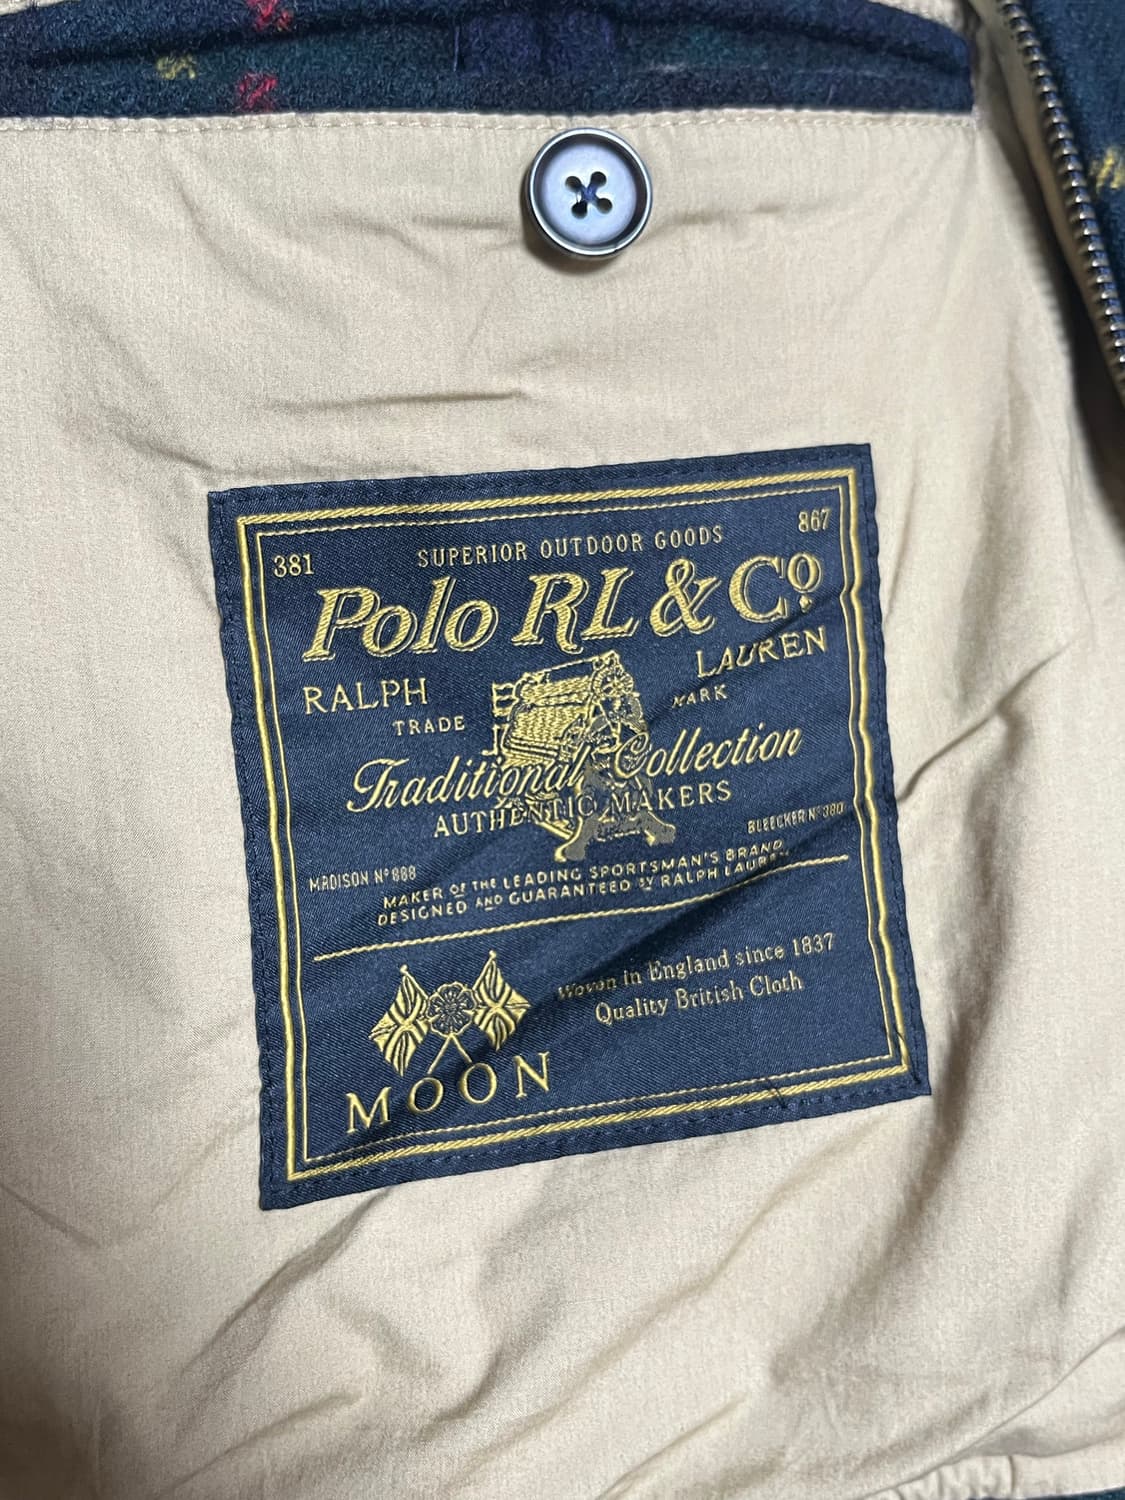 381 SUPERIOR OUTDOOR GOODS 867
Polo RL & Cº
RALPH LAUREN
TRADE MARK
Traditional Collection
AUTHENTIC MAKERS
MADISON Nº 888 BLEECKER Nº 380
MAKER OF THE LEADING SPORTSMAN'S BRAND
DESIGNED AND GUARANTEED BY RALPH LAUREN
Woven in England since 1837
Quality British Cloth
MOON